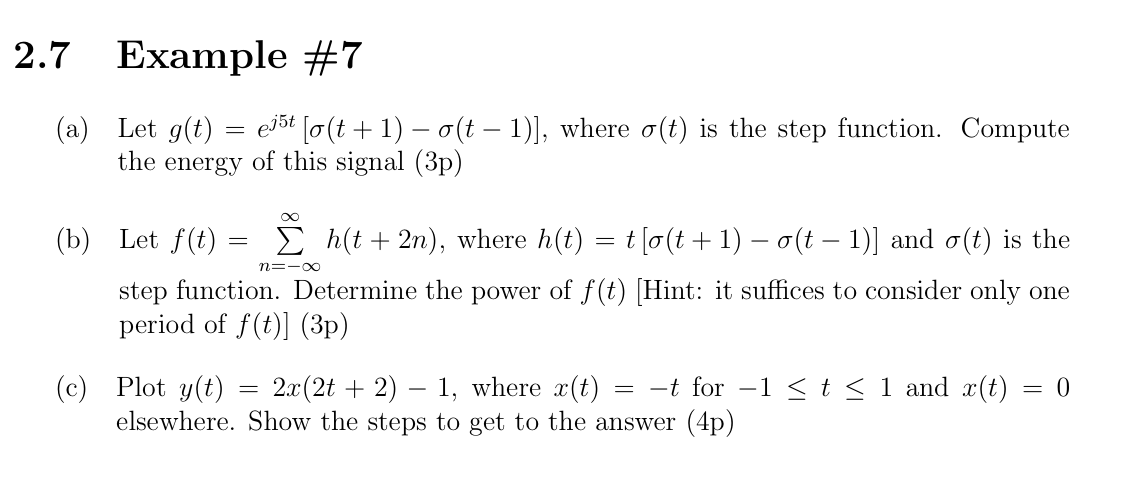 2.7 Example #7
(a) Let g(t) = e^{j5t} [σ(t + 1) − σ(t − 1)], where σ(t) is the step function. Compute
the energy of this signal (3p)
(b) Let f(t) = \sum_{n=−∞}^{∞} h(t + 2n), where h(t) = t [σ(t + 1) − σ(t − 1)] and σ(t) is the
step function. Determine the power of f(t) [Hint: it suffices to consider only one
period of f(t)] (3p)
(c) Plot y(t) = 2x(2t + 2) − 1, where x(t) = −t for −1 ≤ t ≤ 1 and x(t) = 0
elsewhere. Show the steps to get to the answer (4p)